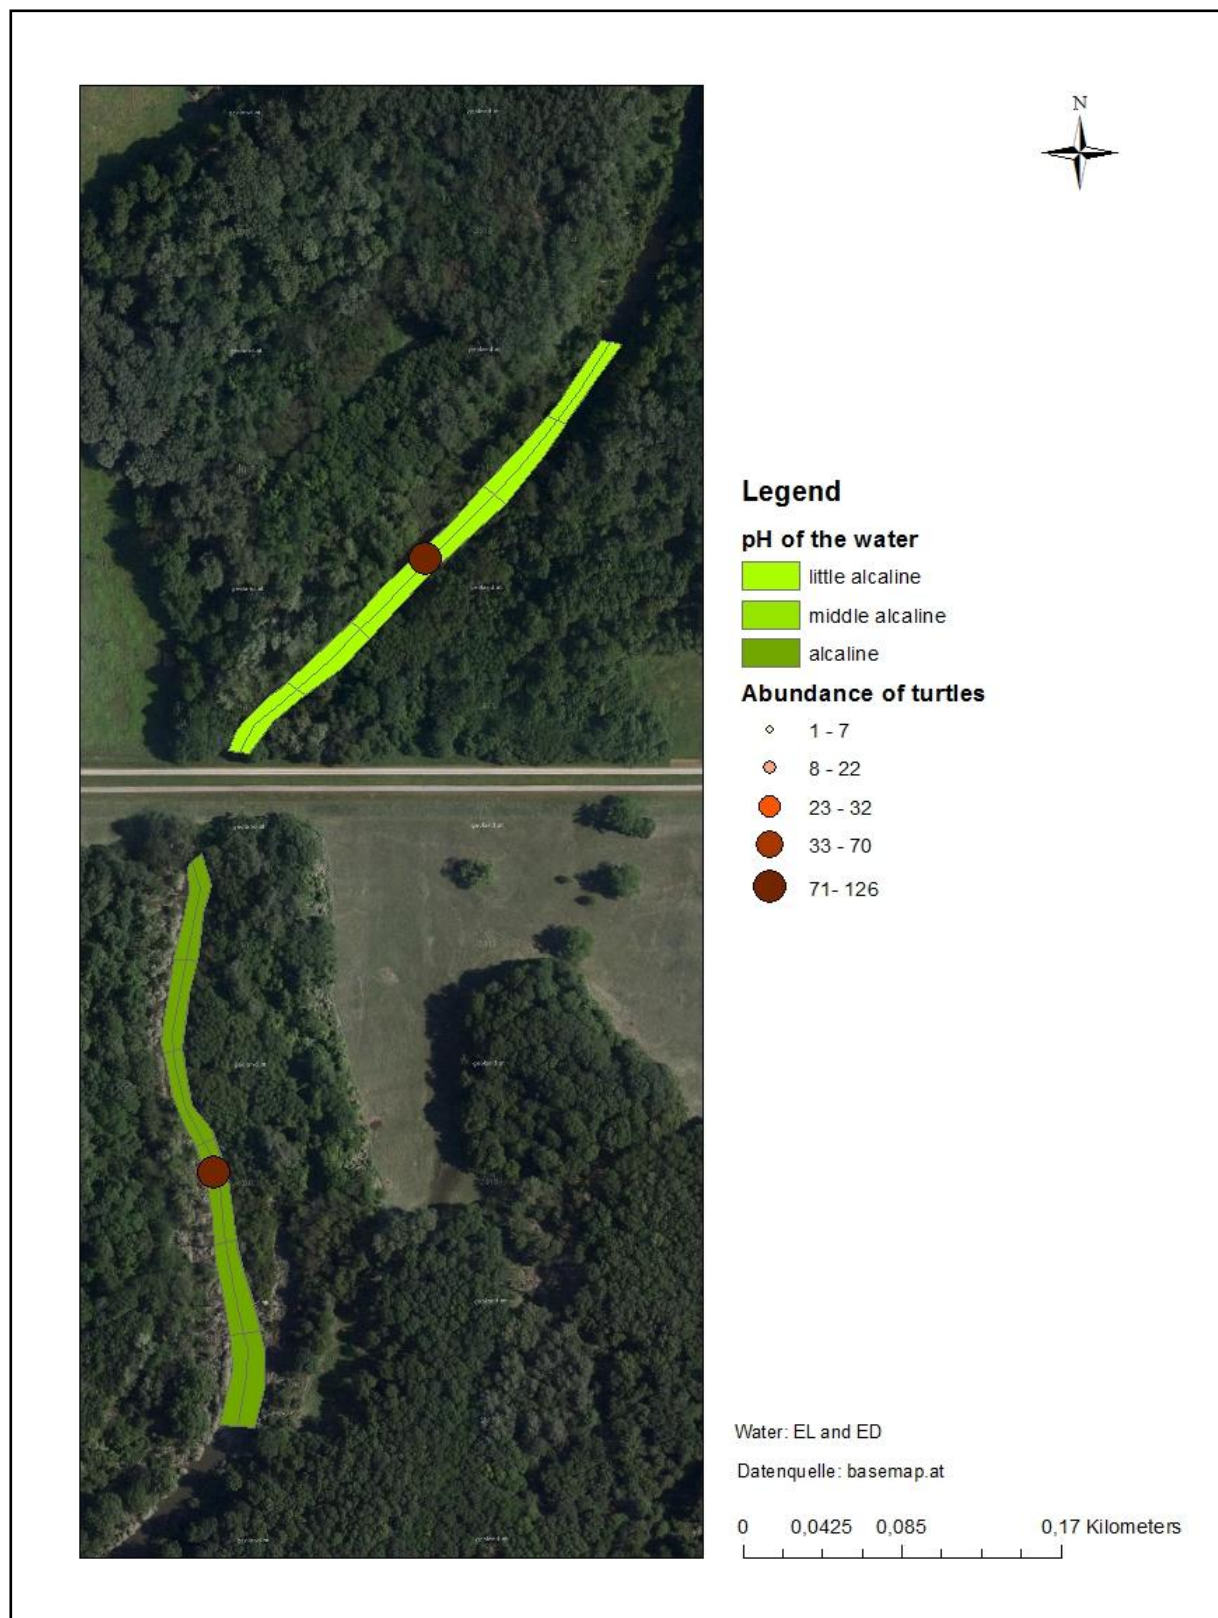 N
Legend
pH of the water
little alcaline
middle alcaline
alcaline
Abundance of turtles
1 - 7
8 - 22
23 - 32
33 - 70
71- 126
Water: EL and ED
Datenquelle: basemap.at
0 0,0425 0,085 0,17 Kilometers